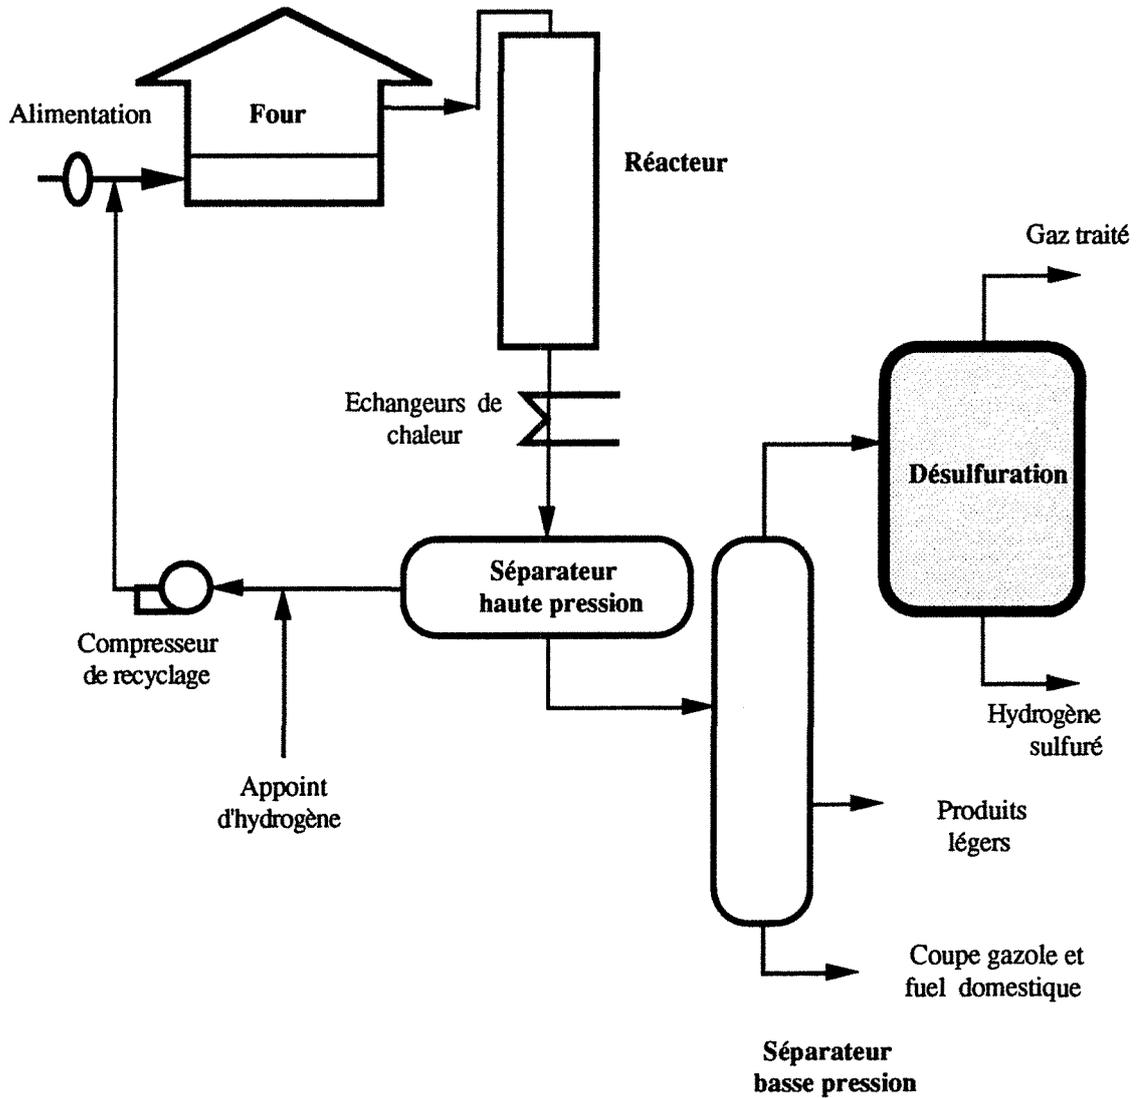 Alimentation
Four
Réacteur
Gaz traité
Echangeurs de
chaleur
Désulfuration
Séparateur
haute pression
Compresseur
de recyclage
Hydrogène
sulfuré
Appoint
d'hydrogène
Produits
légers
Coupe gazole et
fuel domestique
Séparateur
basse pression